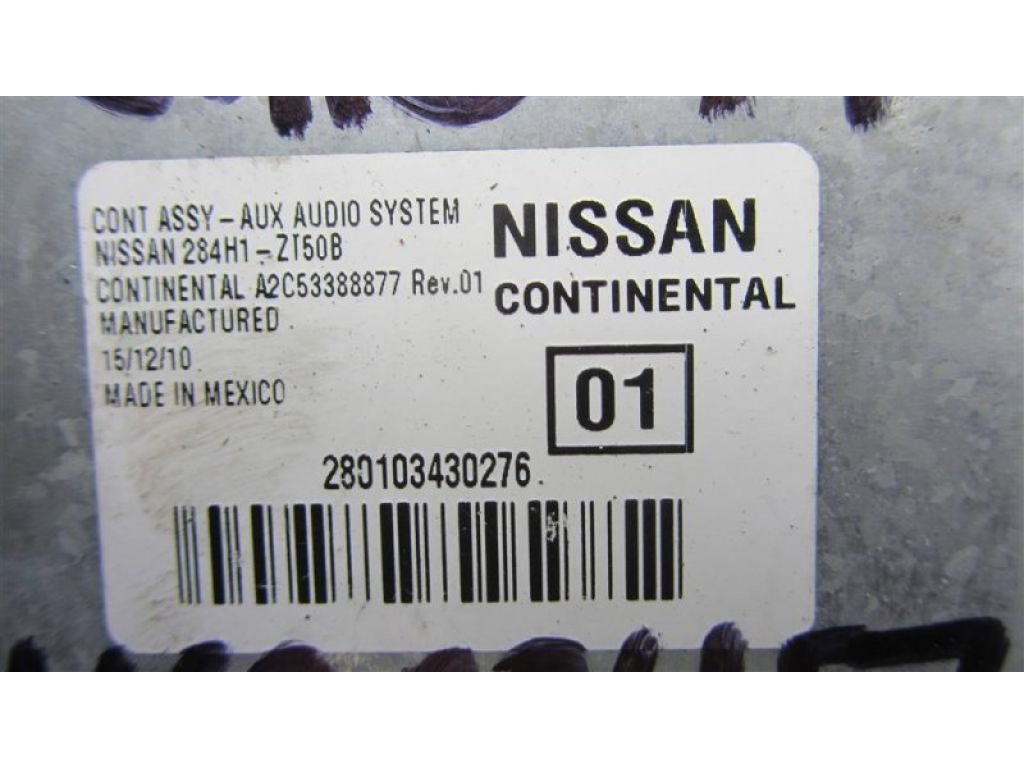 CONT ASSY-AUX AUDIO SYSTEM
NISSAN 284H1-ZT50B
CONTINENTAL A2C53388877 Rev.01
MANUFACTURED
15/12/10
MADE IN MEXICO
NISSAN
CONTINENTAL
01
280103430276